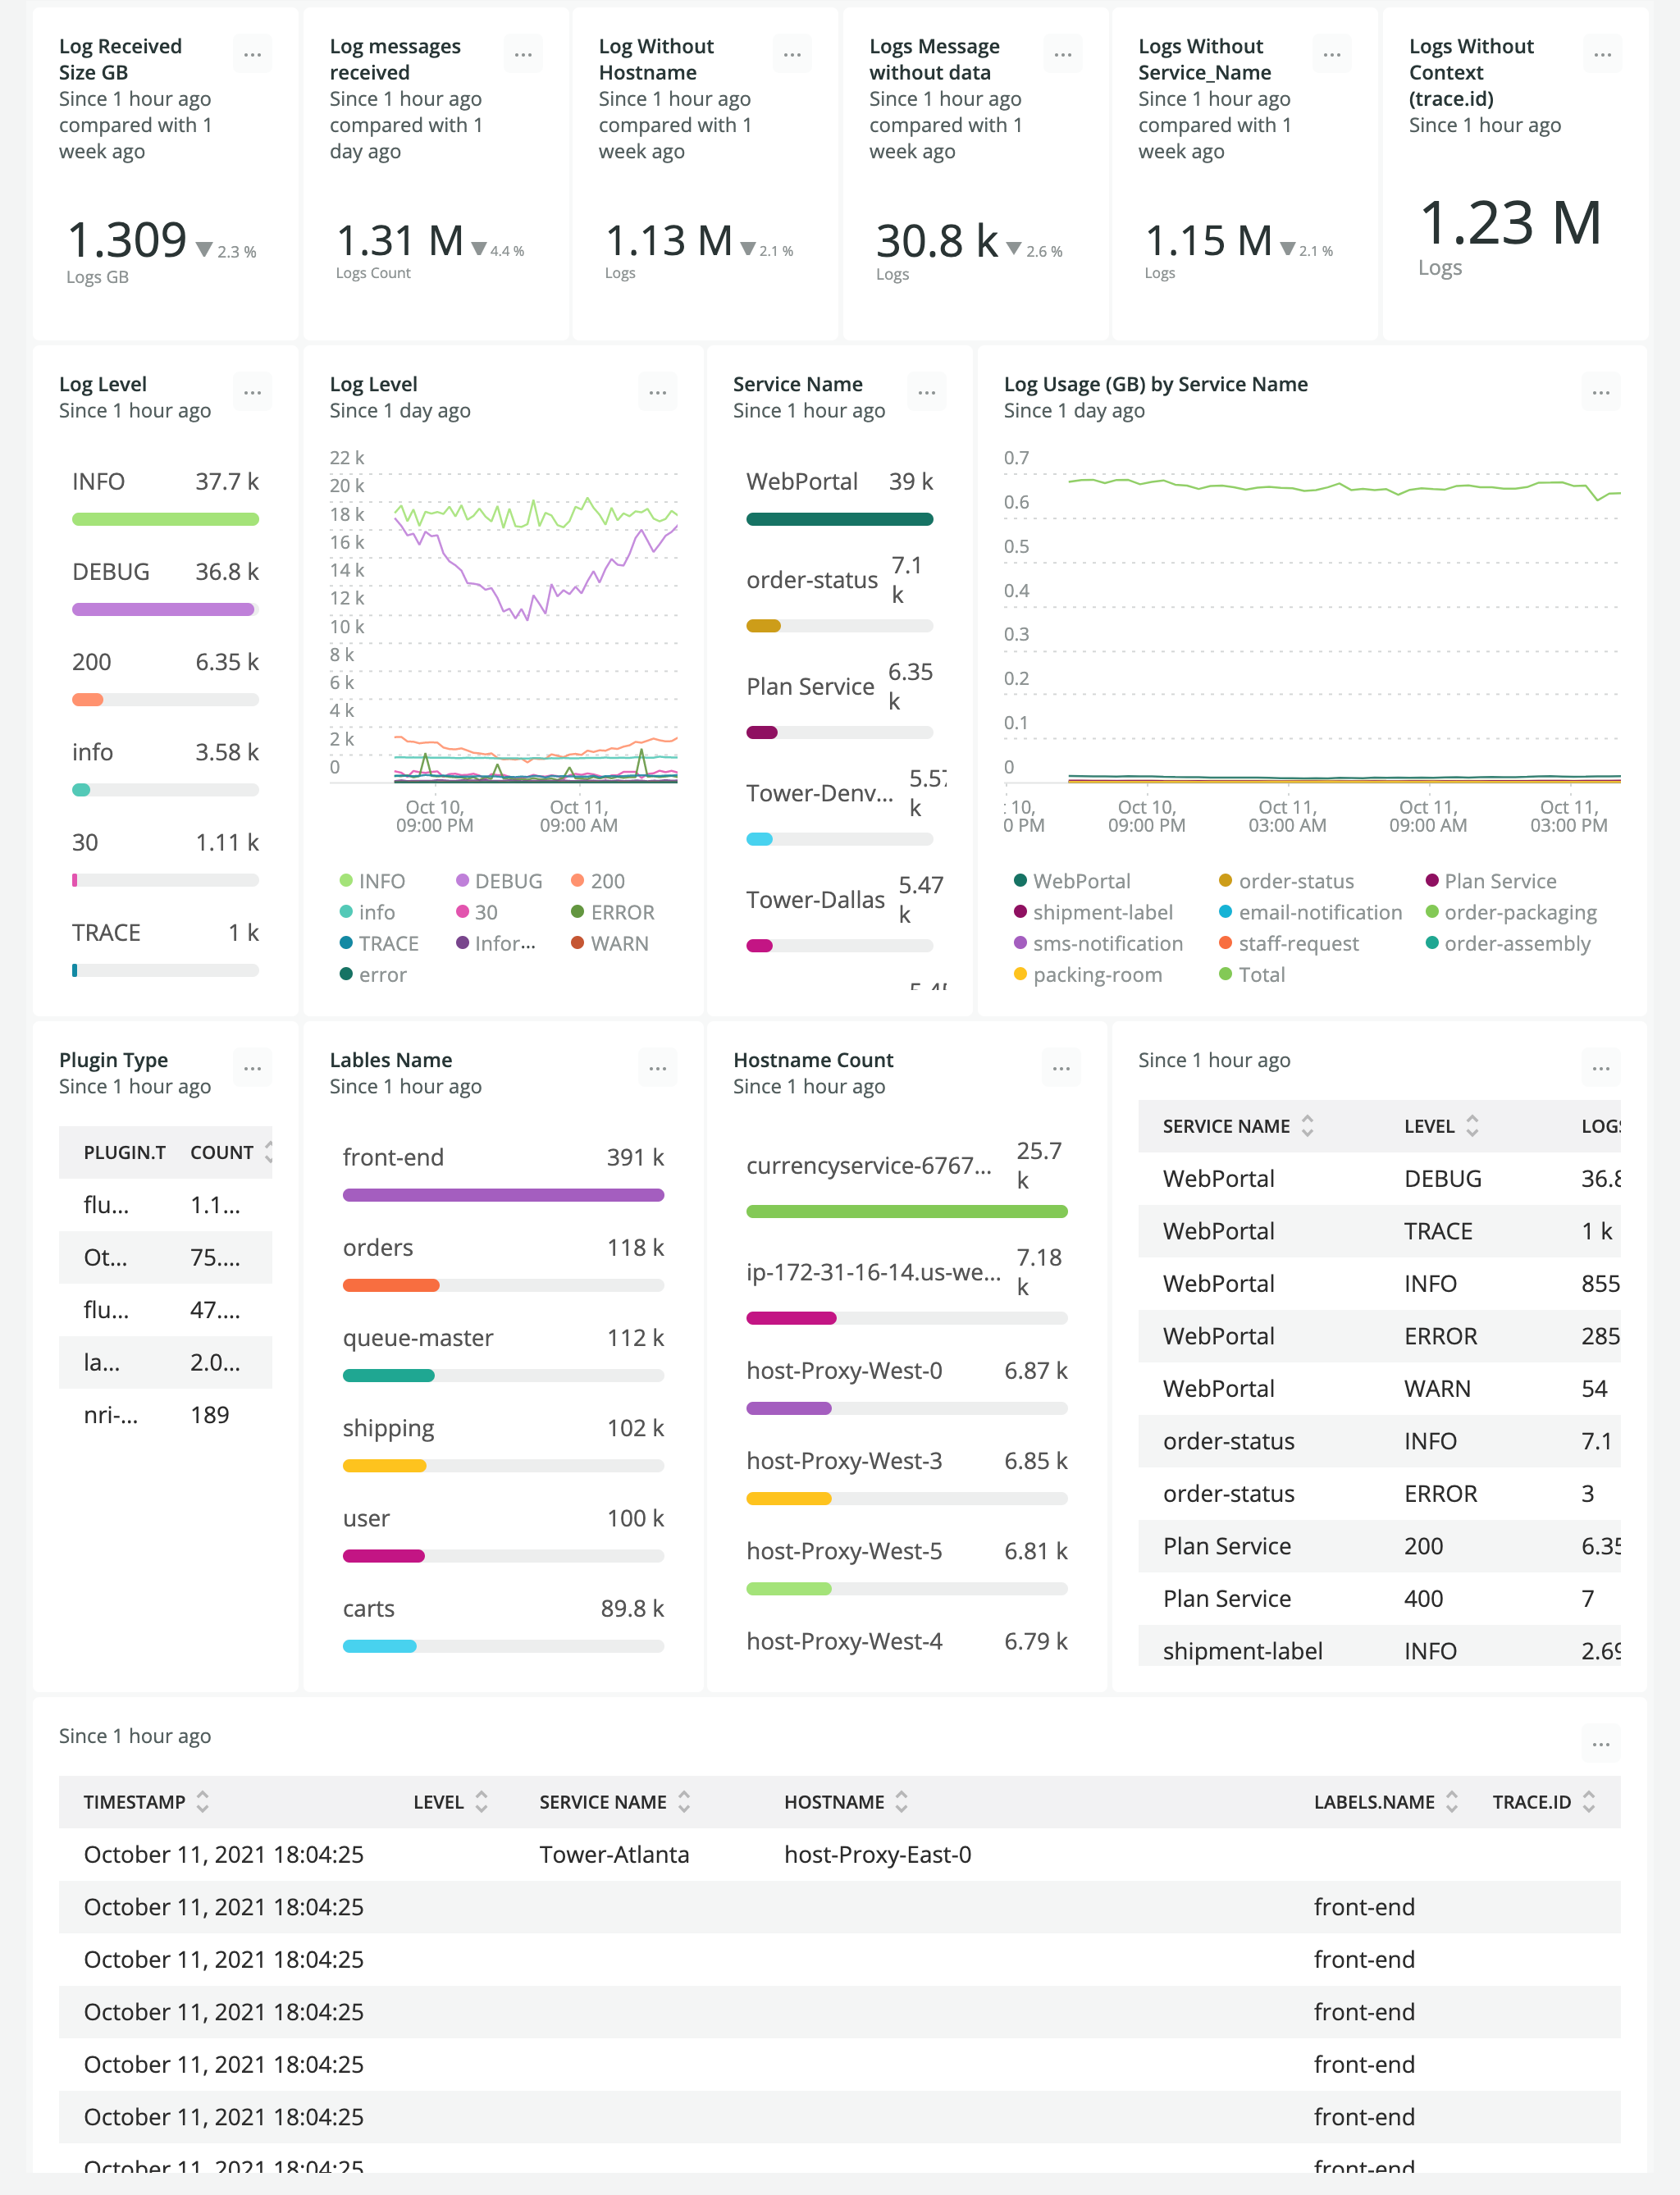 Log Received
Size GB
Since 1 hour ago
compared with 1
week ago
1.309 ▼ 2.3 %
Logs GB
Log messages
received
Since 1 hour ago
compared with 1
day ago
1.31 M ▼ 4.4 %
Logs Count
Log Without
Hostname
Since 1 hour ago
compared with 1
week ago
1.13 M ▼ 2.1 %
Logs
Logs Message
without data
Since 1 hour ago
compared with 1
week ago
30.8 k ▼ 2.6 %
Logs
Logs Without
Service_Name
Since 1 hour ago
compared with 1
week ago
1.15 M ▼ 2.1 %
Logs
Logs Without
Context
(trace.id)
Since 1 hour ago
1.23 M
Logs
Log Level
Since 1 hour ago
INFO 37.7 k
DEBUG 36.8 k
200 6.35 k
info 3.58 k
30 1.11 k
TRACE 1 k
Log Level
Since 1 day ago
22 k
20 k
18 k
16 k
14 k
12 k
10 k
8 k
6 k
4 k
2 k
0
Oct 10, Oct 11,
09:00 PM 09:00 AM
INFO DEBUG 200
info 30 ERROR
TRACE Infor... WARN
error
Service Name
Since 1 hour ago
WebPortal 39 k
order-status 7.1
k
Plan Service 6.35
k
Tower-Denv... 5.57
k
Tower-Dallas 5.47
k
Log Usage (GB) by Service Name
Since 1 day ago
0.7
0.6
0.5
0.4
0.3
0.2
0.1
0
10, Oct 10, Oct 11, Oct 11, Oct 11,
0 PM 09:00 PM 03:00 AM 09:00 AM 03:00 PM
WebPortal order-status Plan Service
shipment-label email-notification order-packaging
sms-notification staff-request order-assembly
packing-room Total
Plugin Type
Since 1 hour ago
PLUGIN.T COUNT
flu... 1.1...
Ot... 75....
flu... 47....
la... 2.0...
nri-... 189
Lables Name
Since 1 hour ago
front-end 391 k
orders 118 k
queue-master 112 k
shipping 102 k
user 100 k
carts 89.8 k
Hostname Count
Since 1 hour ago
currencyservice-6767... 25.7
k
ip-172-31-16-14.us-we... 7.18
k
host-Proxy-West-0 6.87 k
host-Proxy-West-3 6.85 k
host-Proxy-West-5 6.81 k
host-Proxy-West-4 6.79 k
Since 1 hour ago
SERVICE NAME LEVEL LOGS
WebPortal DEBUG 36.8
WebPortal TRACE 1 k
WebPortal INFO 855
WebPortal ERROR 285
WebPortal WARN 54
order-status INFO 7.1
order-status ERROR 3
Plan Service 200 6.35
Plan Service 400 7
shipment-label INFO 2.69
Since 1 hour ago
TIMESTAMP LEVEL SERVICE NAME HOSTNAME LABELS.NAME TRACE.ID
October 11, 2021 18:04:25 Tower-Atlanta host-Proxy-East-0
October 11, 2021 18:04:25 front-end
October 11, 2021 18:04:25 front-end
October 11, 2021 18:04:25 front-end
October 11, 2021 18:04:25 front-end
October 11, 2021 18:04:25 front-end
October 11, 2021 18:04:25 front-end